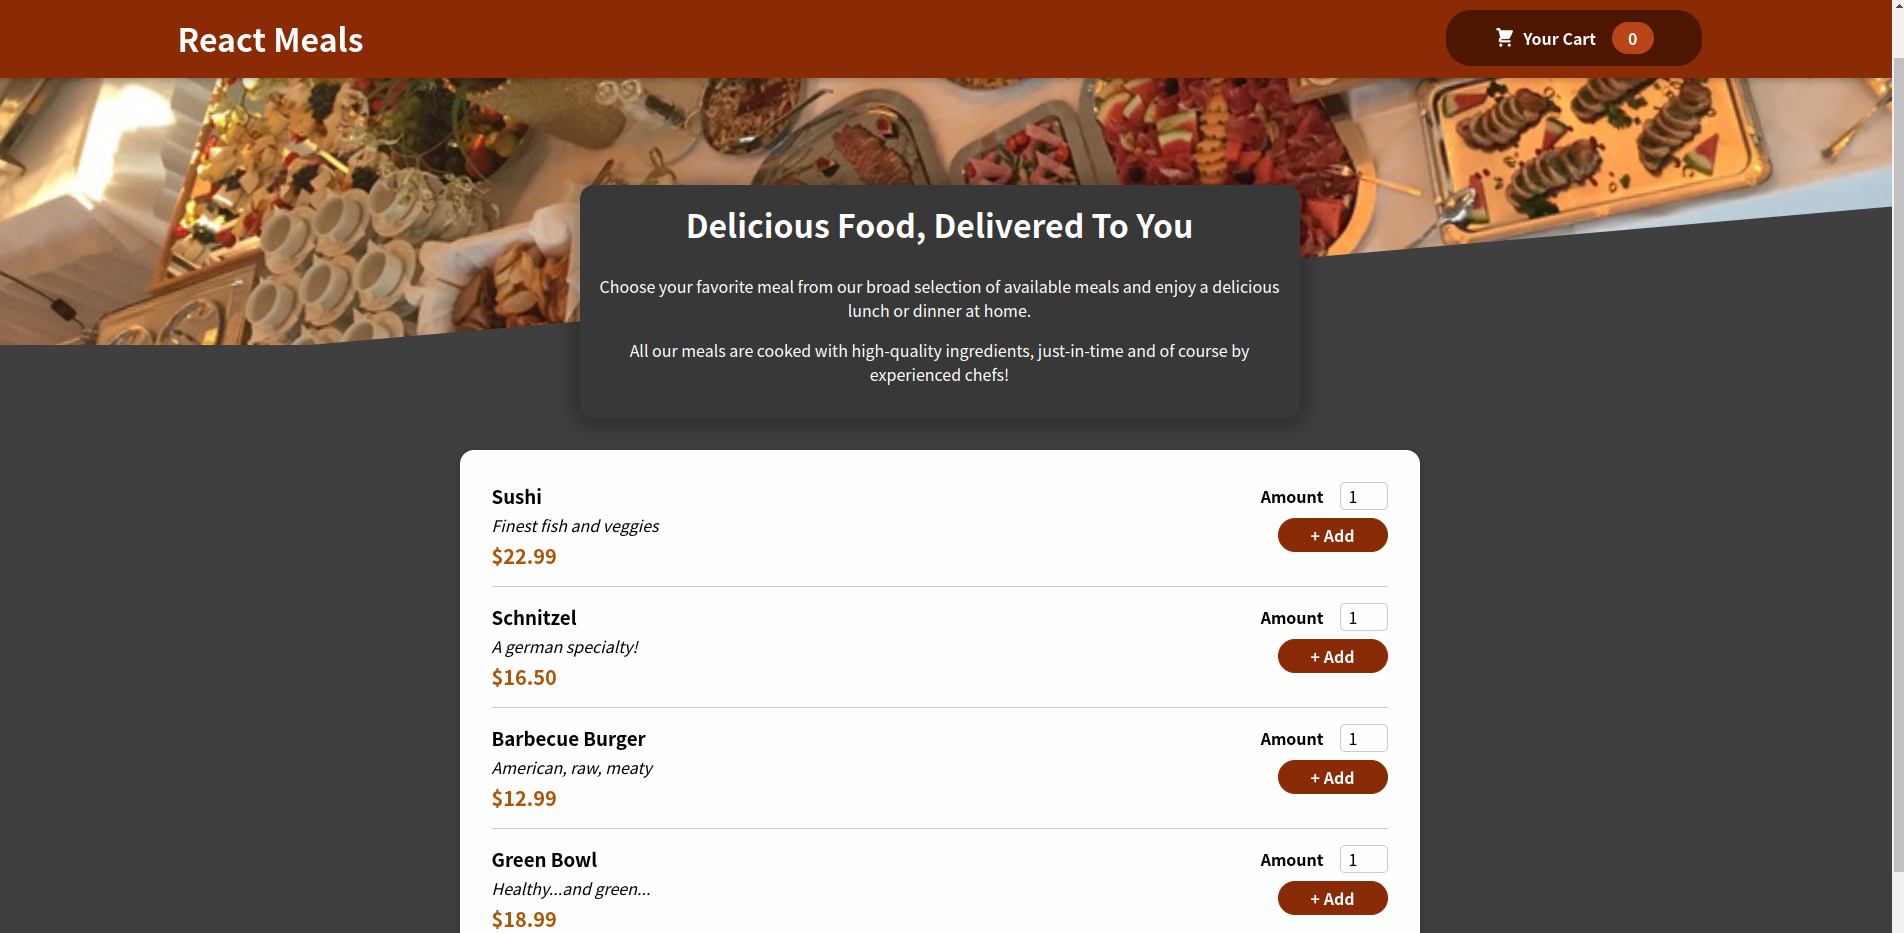 React Meals
Your Cart 0
Delicious Food, Delivered To You
Choose your favorite meal from our broad selection of available meals and enjoy a delicious
lunch or dinner at home.
All our meals are cooked with high-quality ingredients, just-in-time and of course by
experienced chefs!
Sushi
Finest fish and veggies
$22.99
Amount 1
+ Add
Schnitzel
A german specialty!
$16.50
Amount 1
+ Add
Barbecue Burger
American, raw, meaty
$12.99
Amount 1
+ Add
Green Bowl
Healthy...and green...
$18.99
Amount 1
+ Add